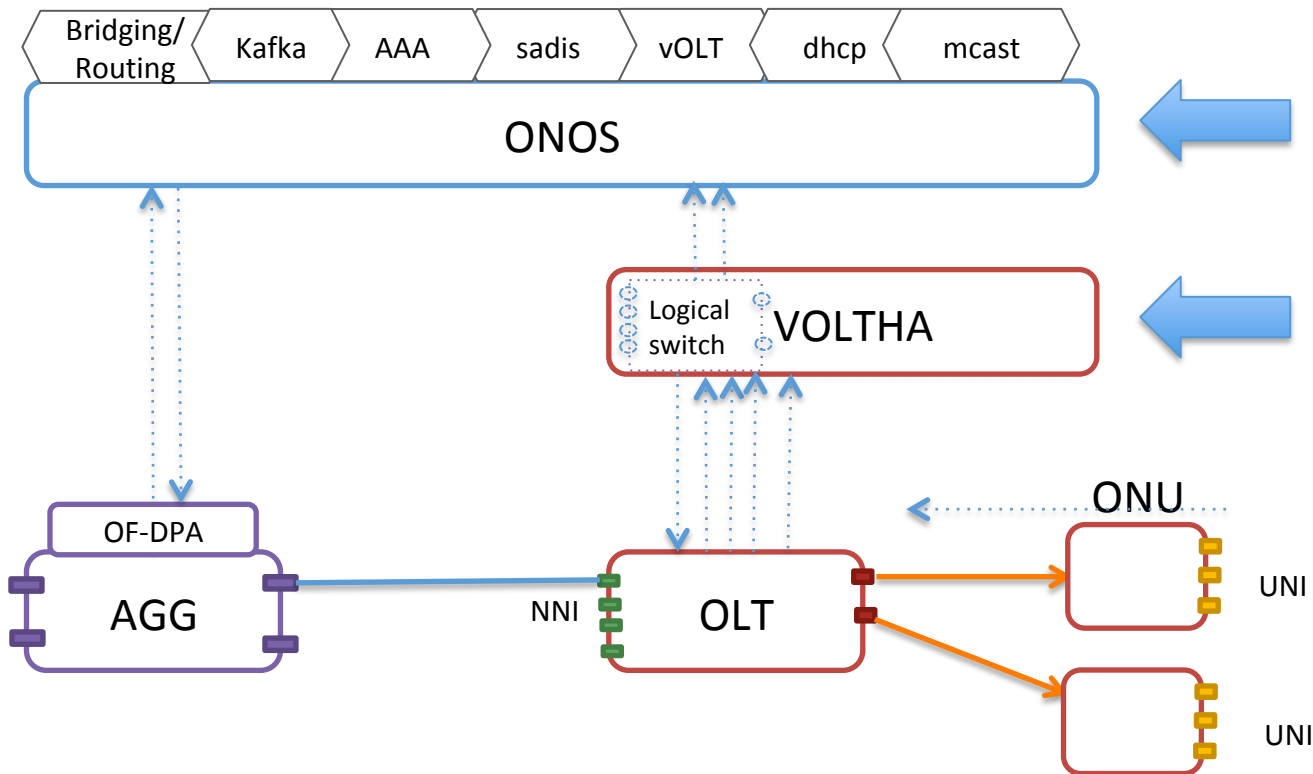 Bridging/
Routing
Kafka
AAA
sadis
vOLT
dhcp
mcast
ONOS
Logical
switch
VOLTHA
ONU
OF-DPA
AGG
NNI
OLT
UNI
UNI